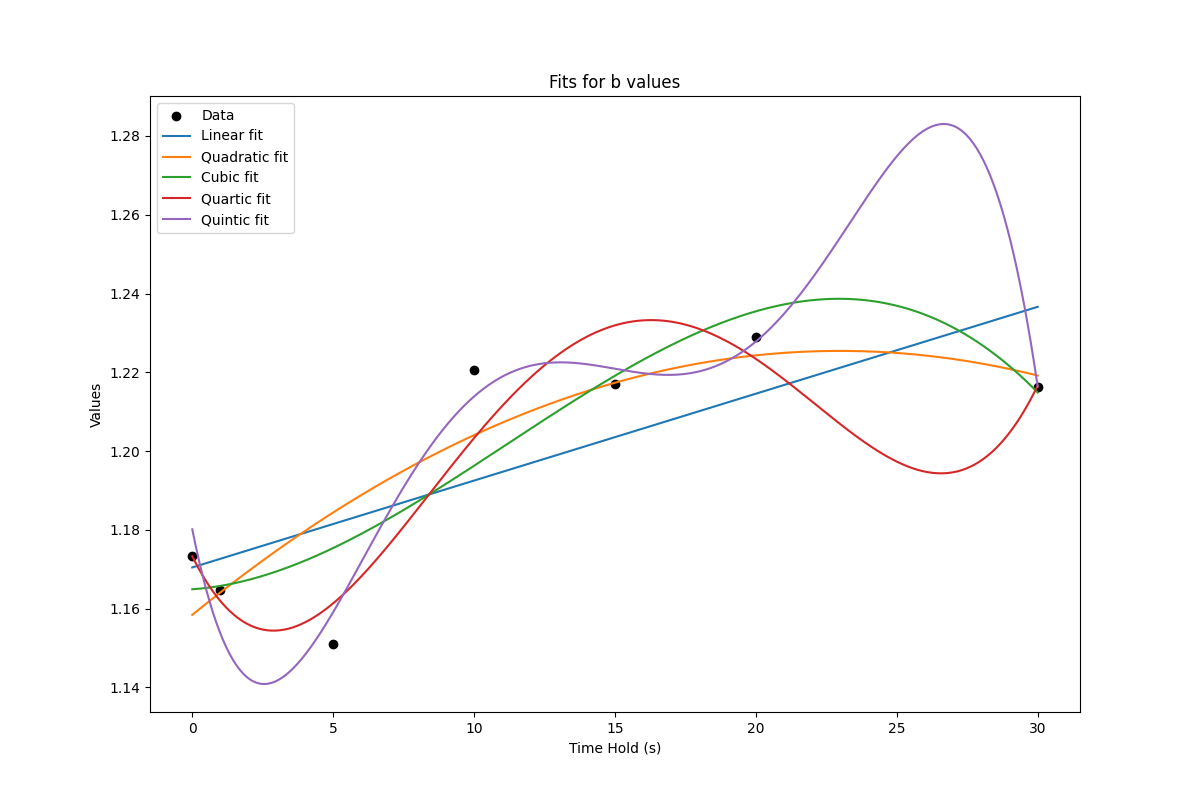 Fits for b values
Data
Linear fit
Quadratic fit
Cubic fit
Quartic fit
Quintic fit
1.28
1.26
1.24
1.22
1.20
1.18
1.16
1.14
Values
0 5 10 15 20 25 30
Time Hold (s)